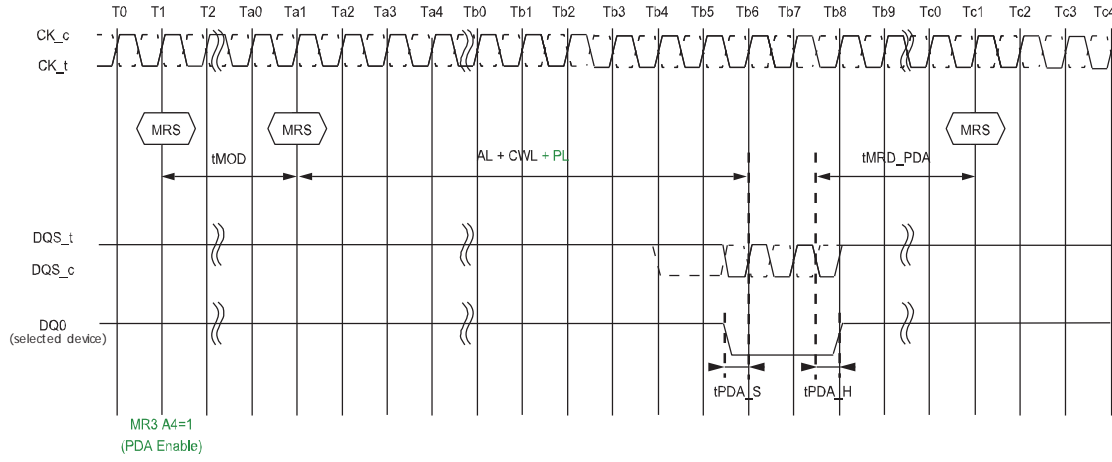 T0 T1 T2 Ta0 Ta1 Ta2 Ta3 Ta4 Tb0 Tb1 Tb2 Tb3 Tb4 Tb5 Tb6 Tb7 Tb8 Tb9 Tc0 Tc1 Tc2 Tc3 Tc4
CK_c
CK_t
MRS MRS MRS
tMOD AL + CWL + PL tMRD_PDA
DQS_t
DQS_c
DQ0
(selected device)
tPDA_S tPDA_H
MR3 A4=1
(PDA Enable)